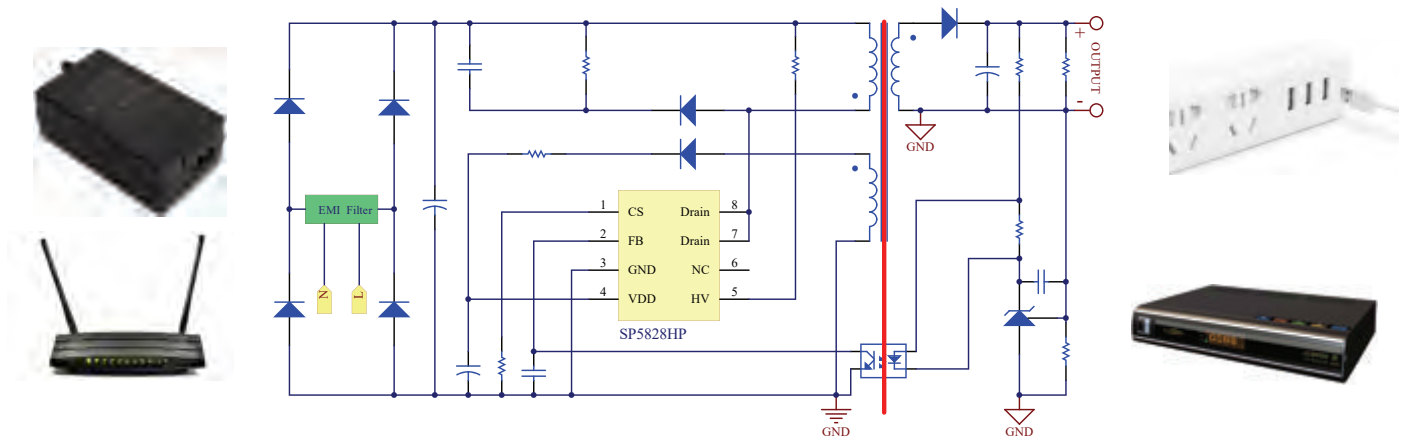 +
OUTPUT
-
GND
EMI Filter
N
L
1 CS Drain 8
2 FB Drain 7
3 GND NC 6
4 VDD HV 5
SP5828HP
GND
GND